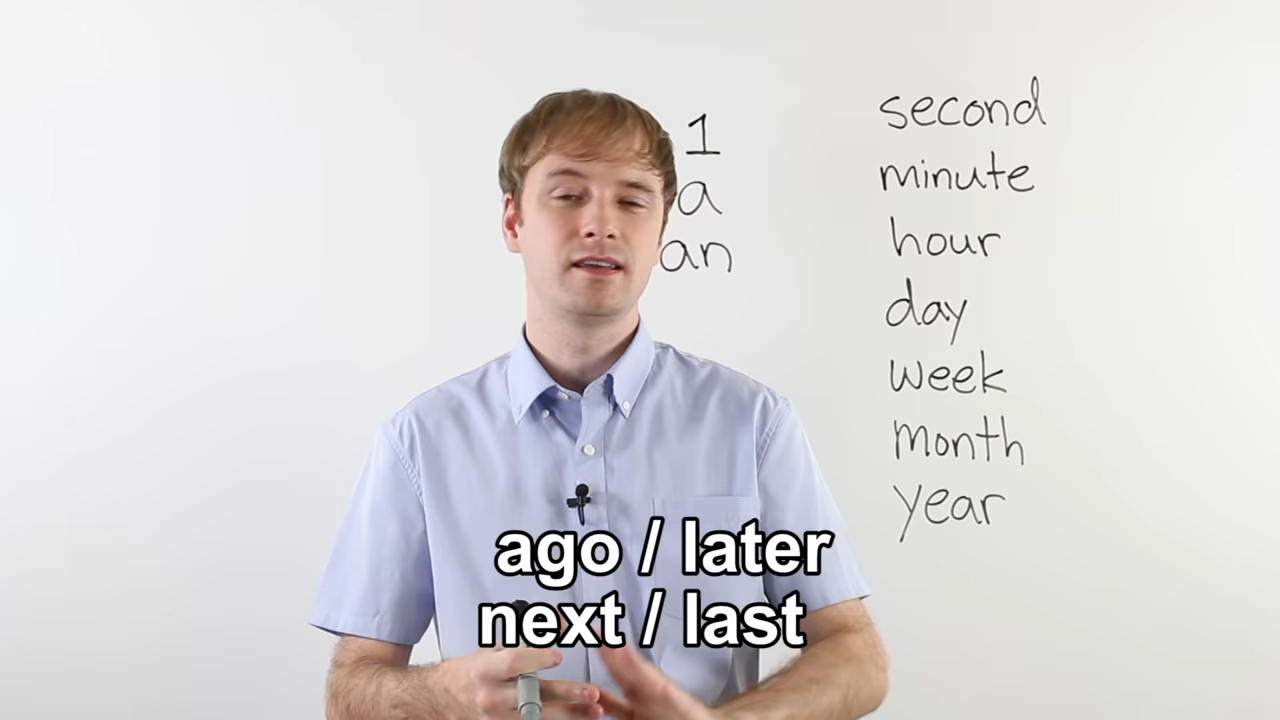 1
a
an
second
minute
hour
day
week
month
year
ago / later
next / last